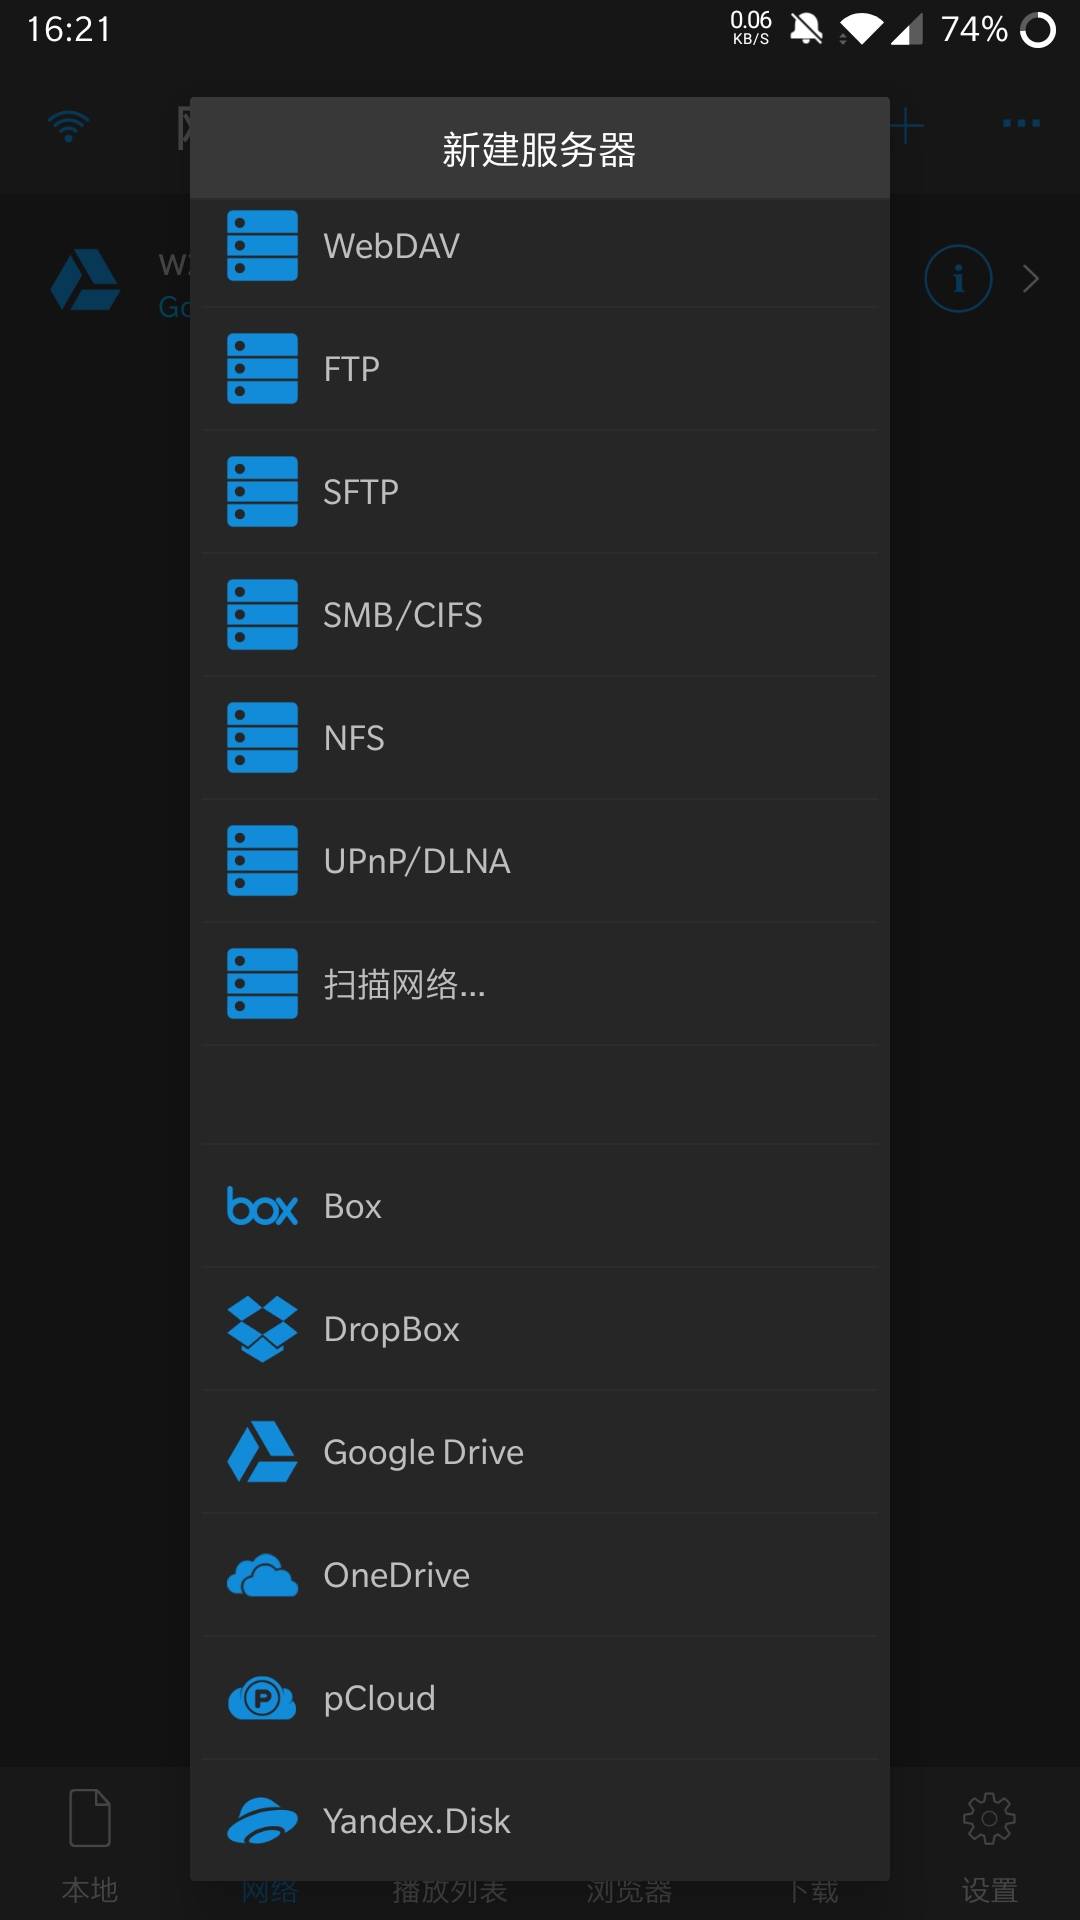 16:21
0.06
KB/S
74%
新建服务器
WebDAV
FTP
SFTP
SMB/CIFS
NFS
UPnP/DLNA
扫描网络...
box Box
DropBox
Google Drive
OneDrive
P pCloud
Yandex.Disk
本地 网络 播放列表 浏览器 下载 设置